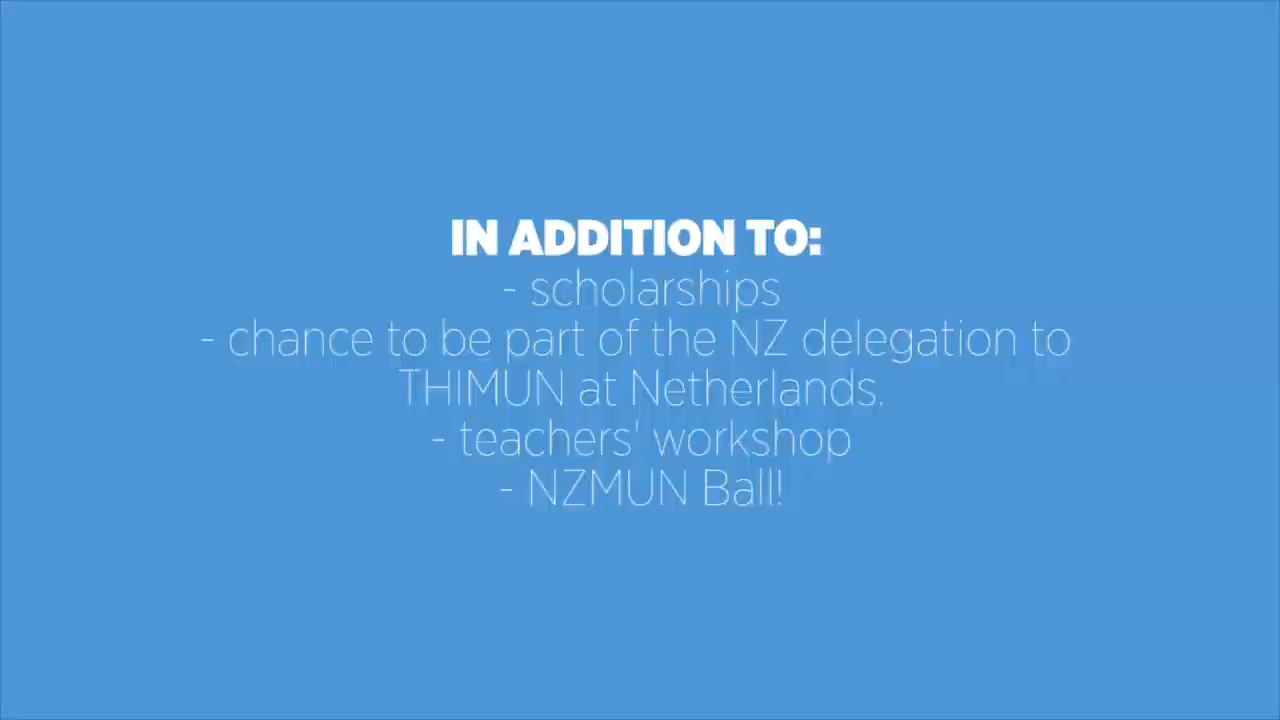 IN ADDITION TO:
- scholarships
- chance to be part of the NZ delegation to
THIMUN at Netherlands.
- teachers' workshop
- NZMUN Ball!